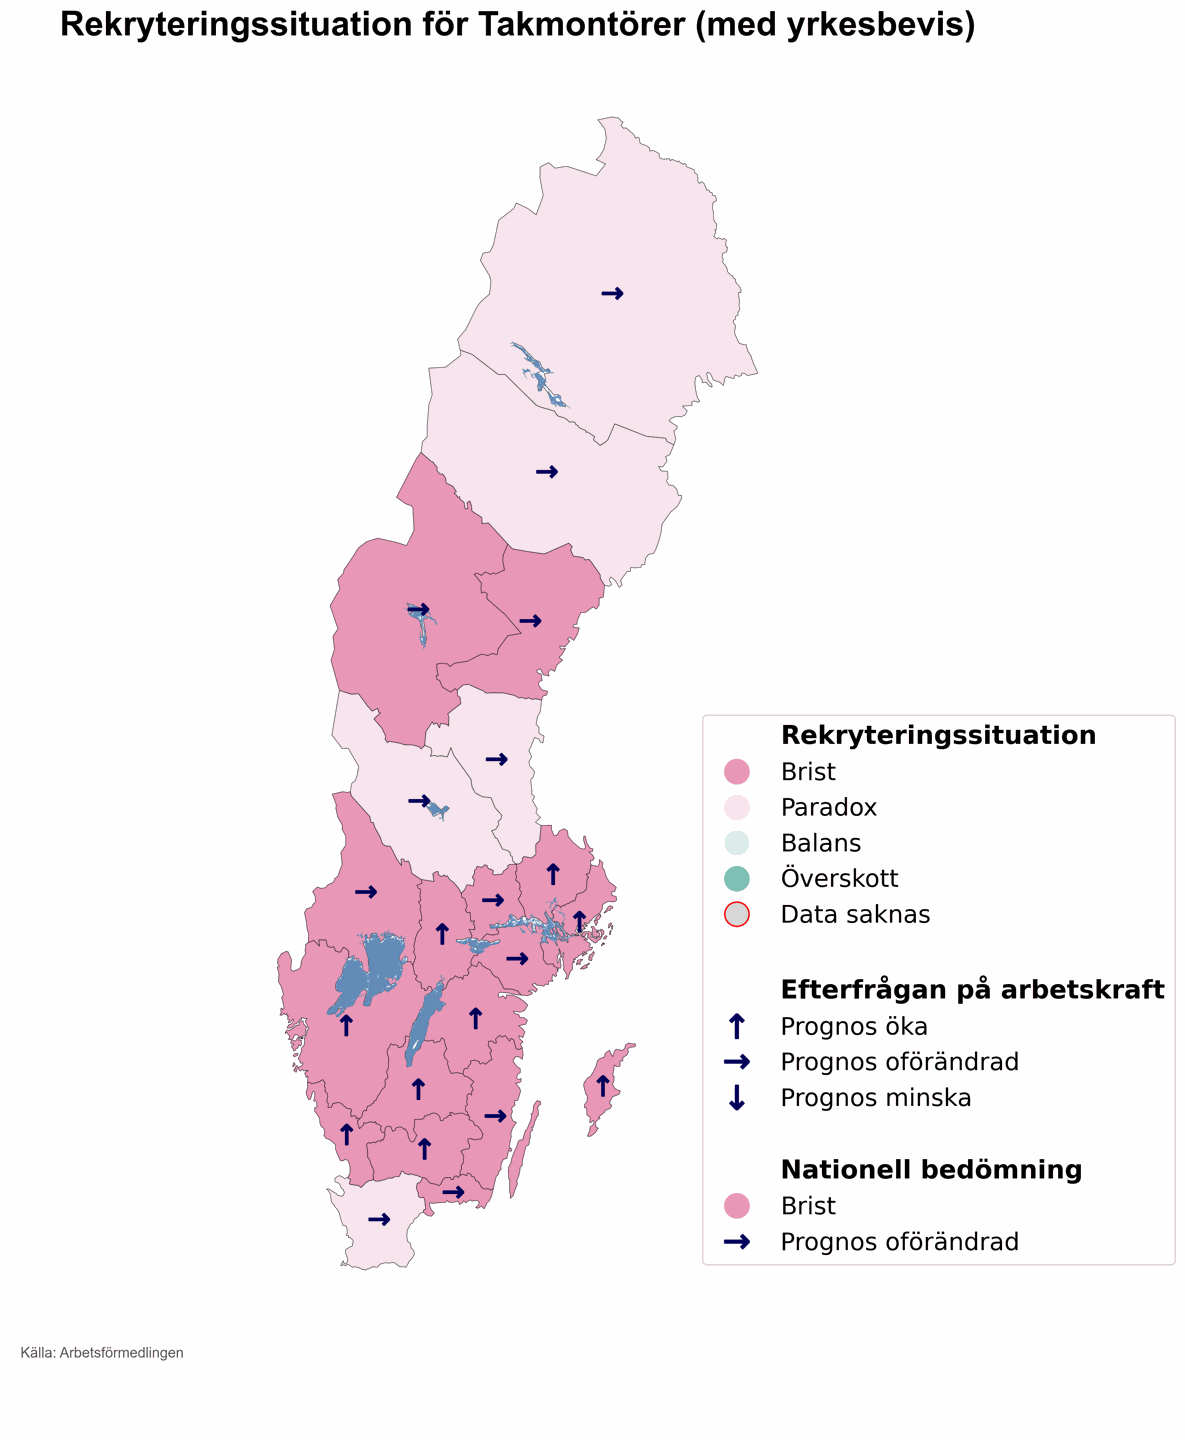 Rekryteringssituation för Takmontörer (med yrkesbevis)
Rekryteringssituation
Brist
Paradox
Balans
Överskott
Data saknas
Efterfrågan på arbetskraft
Prognos öka
Prognos oförändrad
Prognos minska
Nationell bedömning
Brist
Prognos oförändrad
Källa: Arbetsförmedlingen